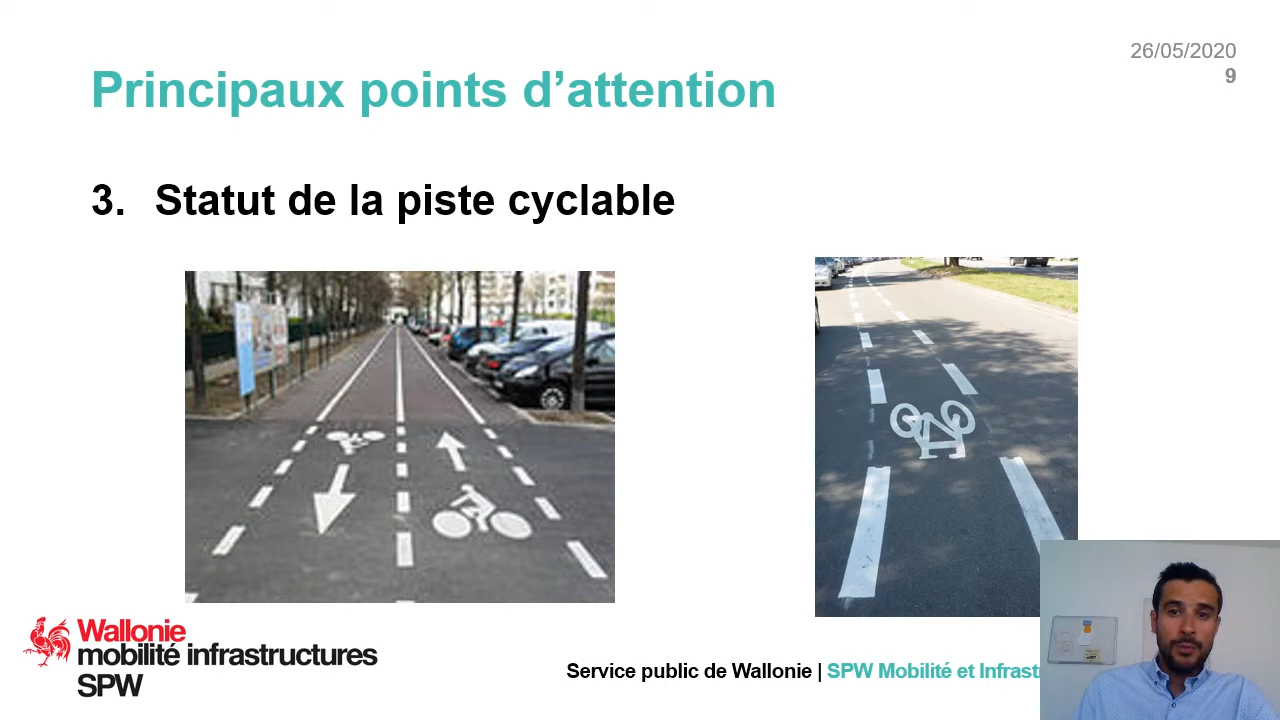 26/05/2020
9
Principaux points d’attention
3. Statut de la piste cyclable
Wallonie
mobilité infrastructures
SPW
Service public de Wallonie | SPW Mobilité et Infrast